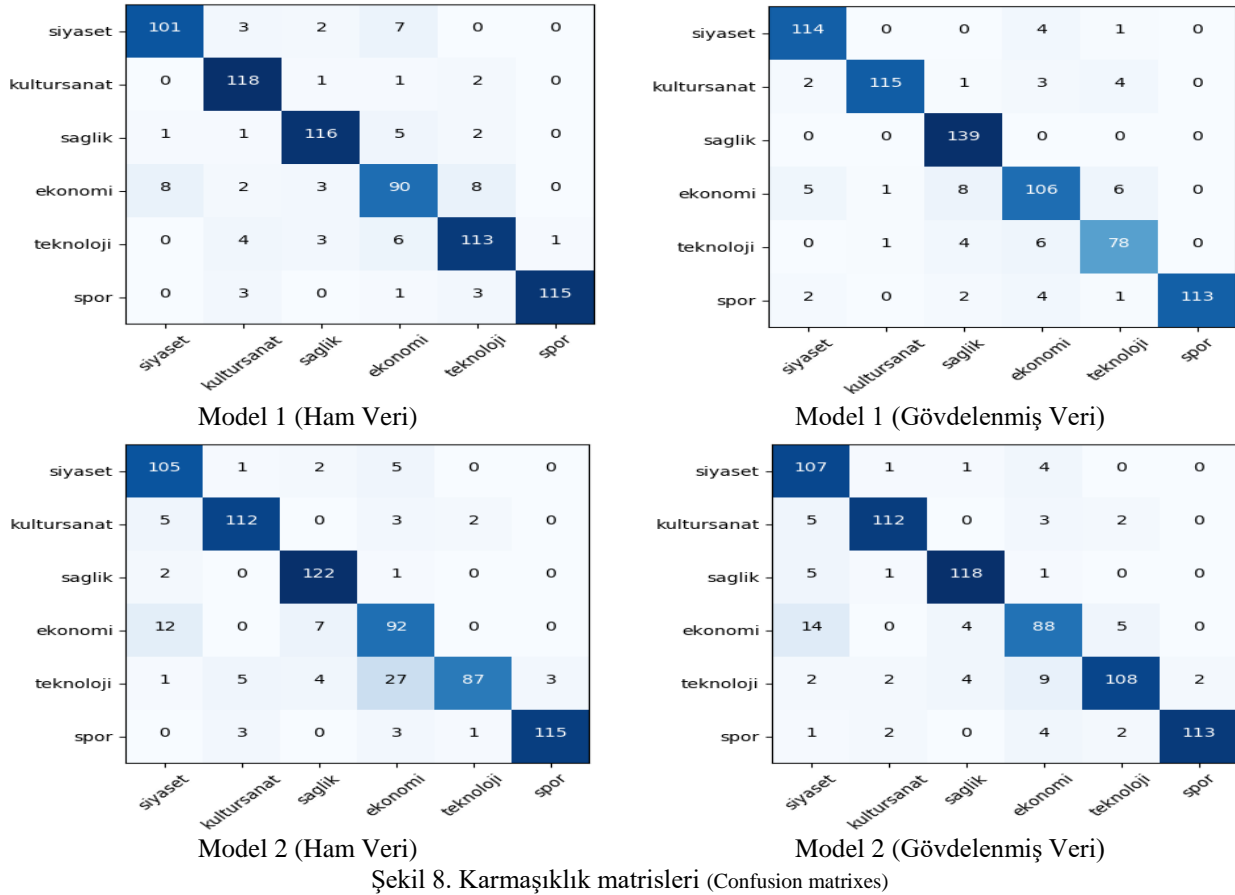 siyaset 101 3 2 7 0 0
kultursanat 0 118 1 1 2 0
saglik 1 1 116 5 2 0
ekonomi 8 2 3 90 8 0
teknoloji 0 4 3 6 113 1
spor 0 3 0 1 3 115
siyaset kultursanat saglik ekonomi teknoloji spor
Model 1 (Ham Veri)
siyaset 114 0 0 4 1 0
kultursanat 2 115 1 3 4 0
saglik 0 0 139 0 0 0
ekonomi 5 1 8 106 6 0
teknoloji 0 1 4 6 78 0
spor 2 0 2 4 1 113
siyaset kultursanat saglik ekonomi teknoloji spor
Model 1 (Gövdelenmiş Veri)
siyaset 105 1 2 5 0 0
kultursanat 5 112 0 3 2 0
saglik 2 0 122 1 0 0
ekonomi 12 0 7 92 0 0
teknoloji 1 5 4 27 87 3
spor 0 3 0 3 1 115
siyaset kultursanat saglik ekonomi teknoloji spor
Model 2 (Ham Veri)
siyaset 107 1 1 4 0 0
kultursanat 5 112 0 3 2 0
saglik 5 1 118 1 0 0
ekonomi 14 0 4 88 5 0
teknoloji 2 2 4 9 108 2
spor 1 2 0 4 2 113
siyaset kultursanat saglik ekonomi teknoloji spor
Model 2 (Gövdelenmiş Veri)
Şekil 8. Karmaşıklık matrisleri (Confusion matrixes)